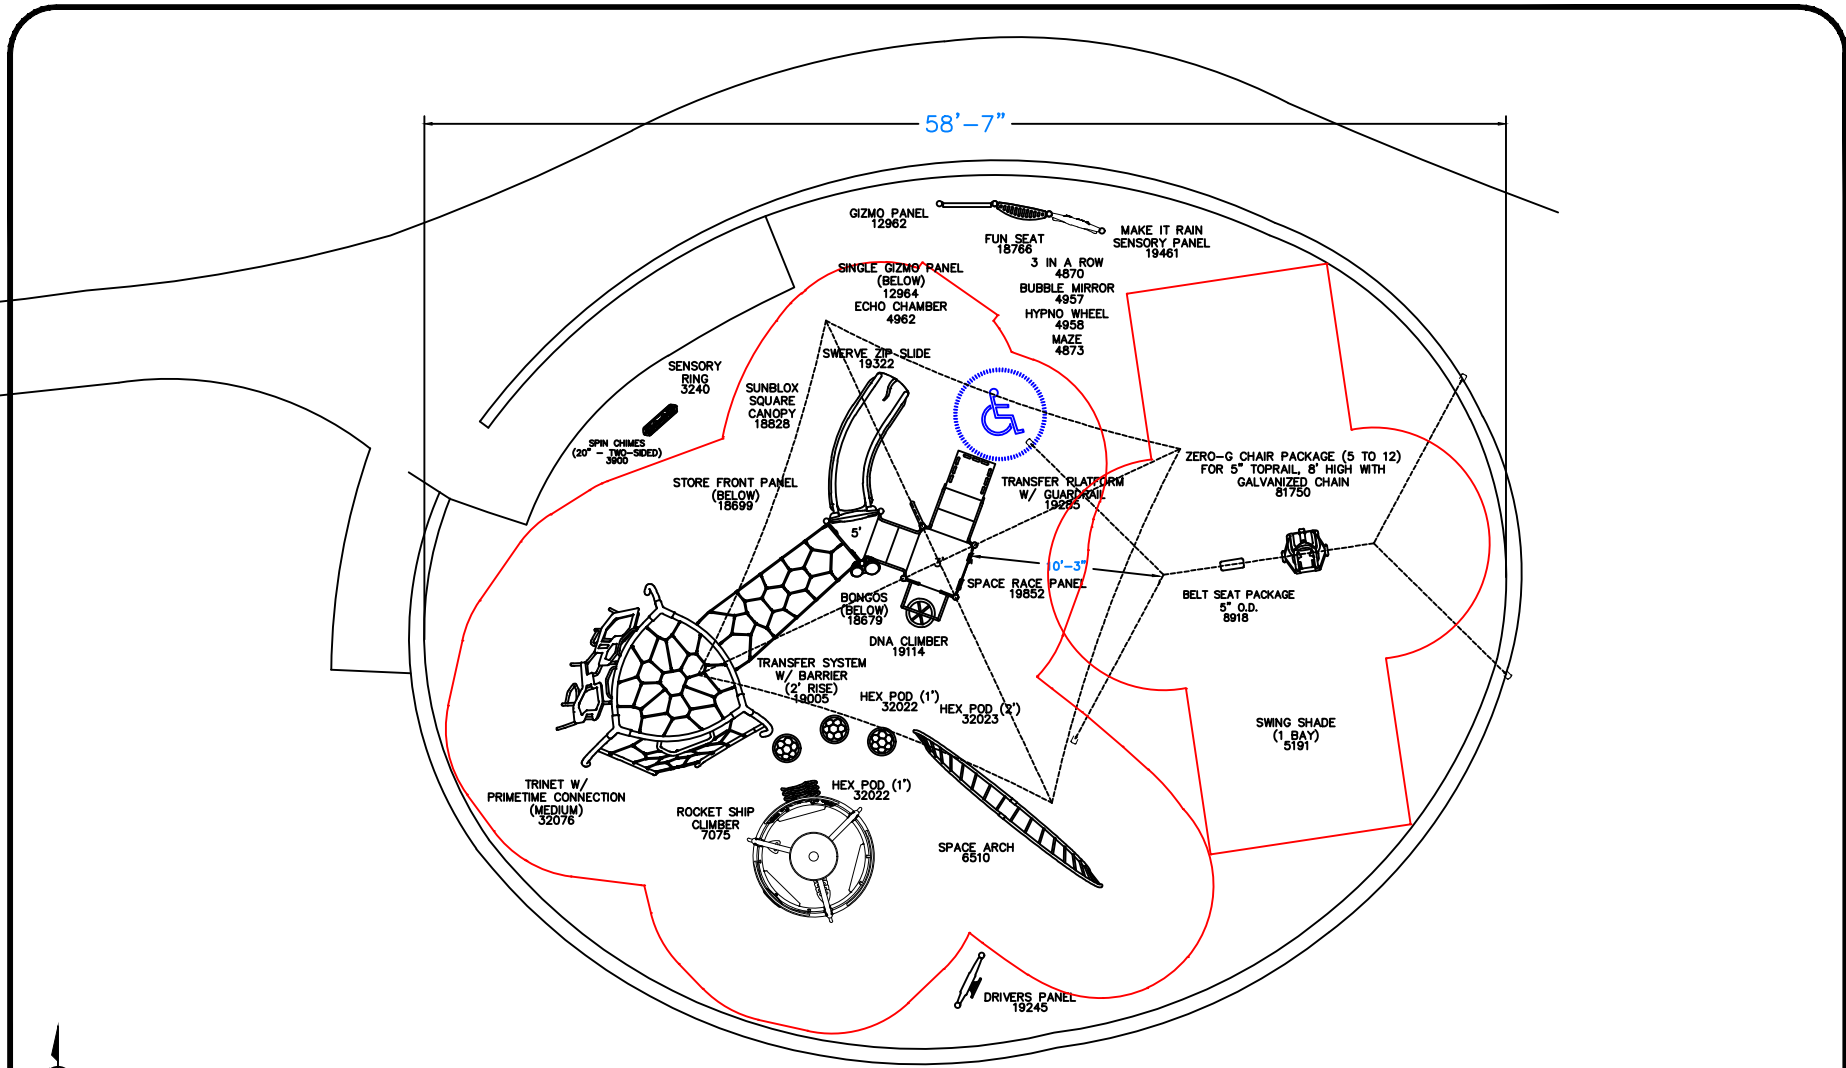 58'-7"
GIZMO PANEL
12962
FUN SEAT
18766
MAKE IT RAIN
SENSORY PANEL
19461
3 IN A ROW
4870
BUBBLE MIRROR
4957
HYPNO WHEEL
4958
MAZE
4873
SINGLE GIZMO PANEL
(BELOW)
12964
ECHO CHAMBER
4962
SWERVE ZIP SLIDE
19322
SENSORY
RING
3240
SUNBLOX
SQUARE
CANOPY
18828
SPIN CHIMES
(20" - TWO-SIDED)
3900
STORE FRONT PANEL
(BELOW)
18699
TRANSFER PLATFORM
W/ GUARDRAIL
19285
ZERO-G CHAIR PACKAGE (5 TO 12)
FOR 5" TOPRAIL, 8' HIGH WITH
GALVANIZED CHAIN
81750
5'
3'
0'-3"
SPACE RACE PANEL
19852
BONGOS
(BELOW)
18679
BELT SEAT PACKAGE
5" O.D.
8918
DNA CLIMBER
19114
TRANSFER SYSTEM
W/ BARRIER
(2' RISE)
19005
HEX POD (1')
32022
HEX POD (2')
32023
SWING SHADE
(1 BAY)
5191
TRINET W/
PRIMETIME CONNECTION
(MEDIUM)
32076
HEX POD (1')
32022
ROCKET SHIP
CLIMBER
7075
SPACE ARCH
6510
DRIVERS PANEL
19245